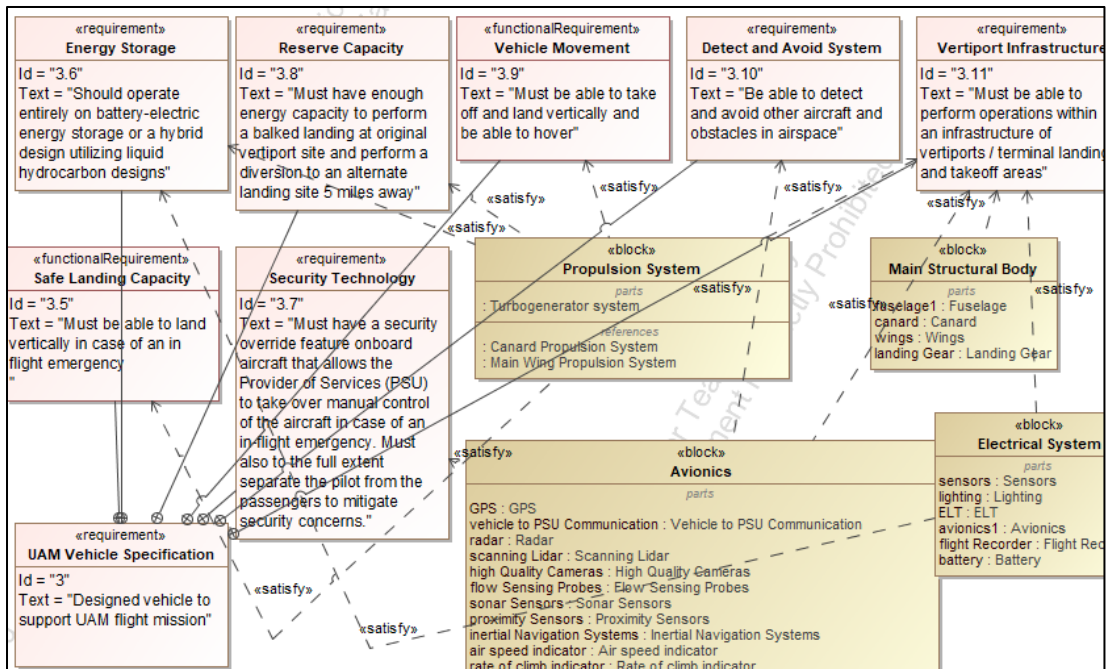 «requirement»
Energy Storage
Id = "3.6"
Text = "Should operate
entirely on battery-electric
energy storage or a hybrid
design utilizing liquid
hydrocarbon designs"
«requirement»
Reserve Capacity
Id = "3.8"
Text = "Must have enough
energy capacity to perform
a balked landing at original
vertiport site and perform a
diversion to an alternate
landing site 5 miles away"
«functionalRequirement»
Vehicle Movement
Id = "3.9"
Text = "Must be able to take
off and land vertically and
be able to hover"
«requirement»
Detect and Avoid System
Id = "3.10"
Text = "Be able to detect
and avoid other aircraft and
obstacles in airspace"
«requirement»
Vertiport Infrastructure
Id = "3.11"
Text = "Must be able to
perform operations within
an infrastructure of
vertiports / terminal landing
and takeoff areas"
«satisfy»
«satisfy»
«satisfy»
«satisfy»
«satisfy»
«functionalRequirement»
Safe Landing Capacity
Id = "3.5"
Text = "Must be able to land
vertically in case of an in
flight emergency
"
«requirement»
Security Technology
Id = "3.7"
Text = "Must have a security
override feature onboard
aircraft that allows the
Provider of Services (PSU)
to take over manual control
of the aircraft in case of an
in-flight emergency. Must
also to the full extent
separate the pilot from the
passengers to mitigate
security concerns."
«block»
Propulsion System
parts
: Turbogenerator system
references
: Canard Propulsion System
: Main Wing Propulsion System
«satisfy»
«satisfy»
«block»
Main Structural Body
parts
fuselage1 : Fuselage
canard : Canard
wings : Wings
landing Gear : Landing Gear
«satisfy»
«satisfy»
«block»
Avionics
parts
GPS : GPS
vehicle to PSU Communication : Vehicle to PSU Communication
radar : Radar
scanning Lidar : Scanning Lidar
high Quality Cameras : High Quality Cameras
flow Sensing Probes : Flow Sensing Probes
sonar Sensors : Sonar Sensors
proximity Sensors : Proximity Sensors
inertial Navigation Systems : Inertial Navigation Systems
air speed indicator : Air speed indicator
rate of climb indicator : Rate of climb indicator
«block»
Electrical System
parts
sensors : Sensors
lighting : Lighting
ELT : ELT
avionics1 : Avionics
flight Recorder : Flight Rec
battery : Battery
«requirement»
UAM Vehicle Specification
Id = "3"
Text = "Designed vehicle to
support UAM flight mission"
«satisfy»
«satisfy»